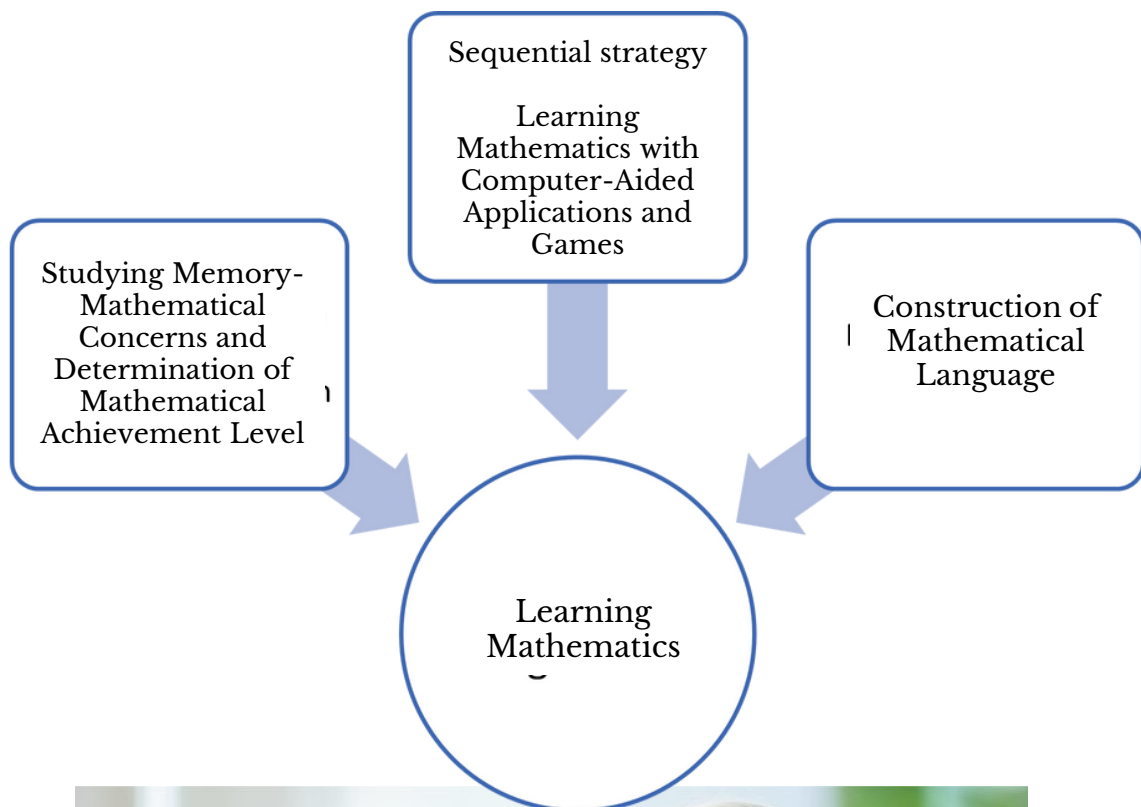 Sequential strategy
Learning
Mathematics with
Computer-Aided
Applications and
Games
Studying Memory-
Mathematical
Concerns and
Determination of
Mathematical
Achievement Level
Construction of
Mathematical
Language
Learning
Mathematics